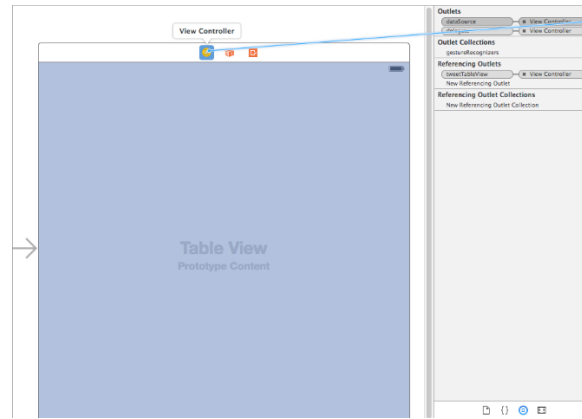 View Controller
Table View
Prototype Content
Outlets
dataSource View Controller
delegate View Controller
Outlet Collections
gestureRecognizers
Referencing Outlets
tweetTableView View Controller
New Referencing Outlet
Referencing Outlet Collections
New Referencing Outlet Collection
{}